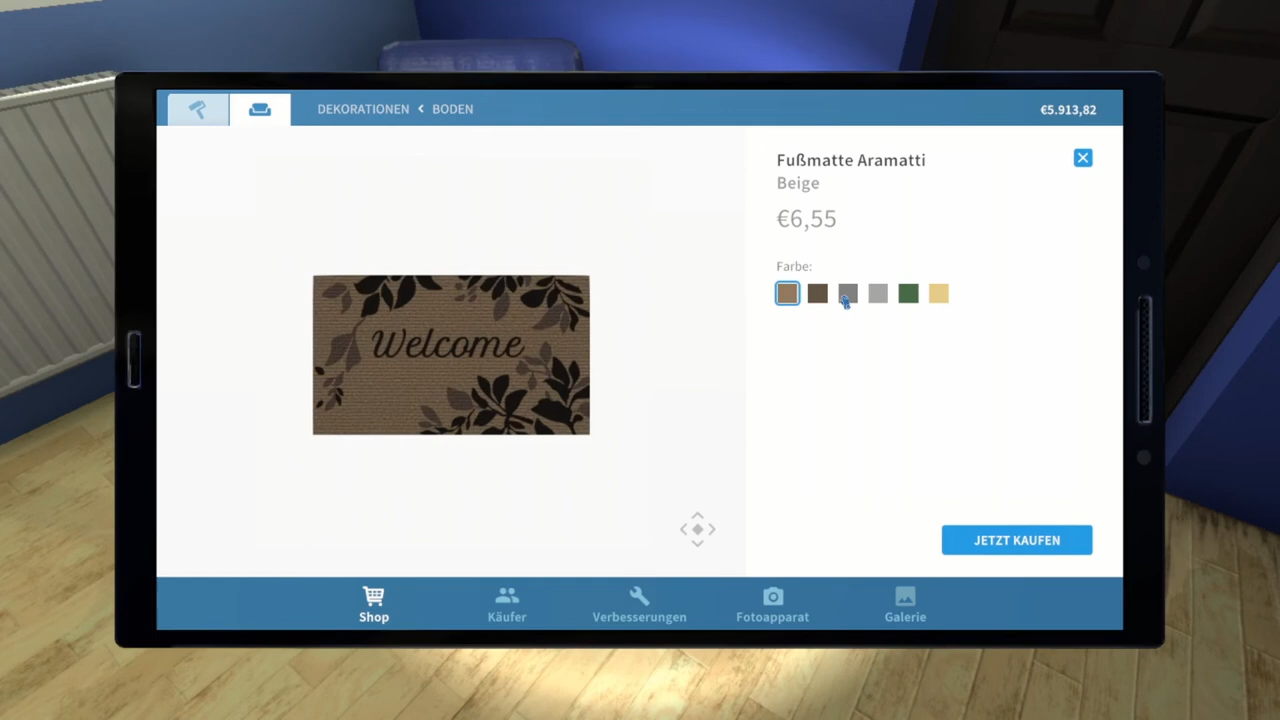 DEKORATIONEN < BODEN
€5.913,82
Fußmatte Aramatti
Beige
€6,55
Farbe:
Welcome
JETZT KAUFEN
Shop
Käufer
Verbesserungen
Fotoapparat
Galerie